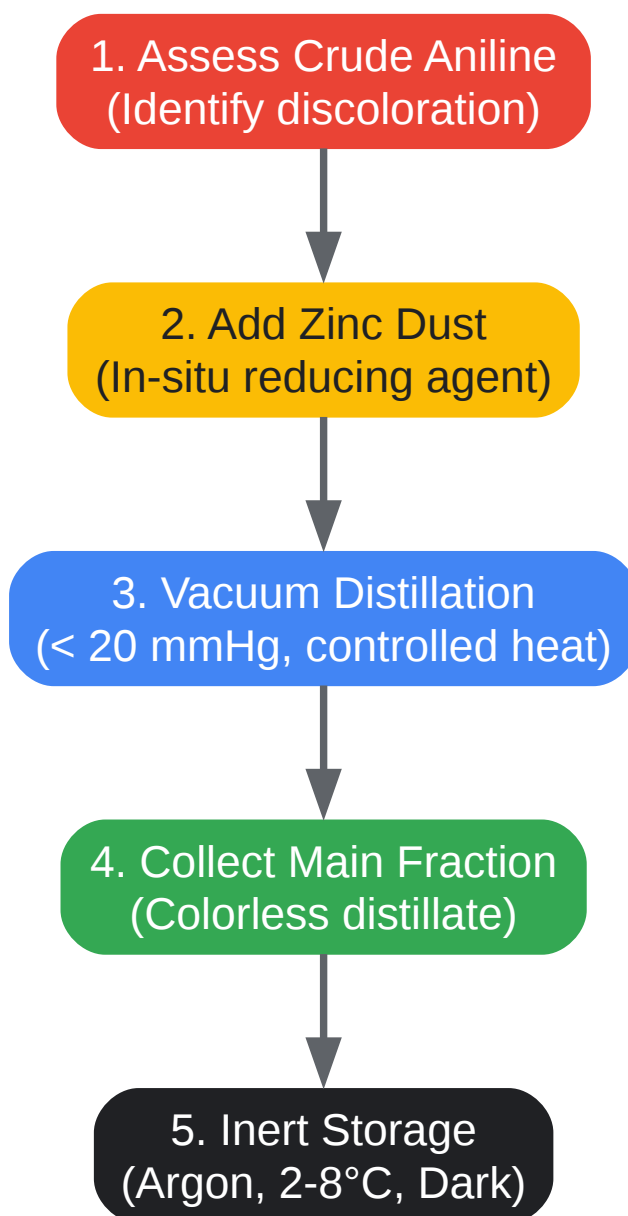 1. Assess Crude Aniline
(Identify discoloration)
2. Add Zinc Dust
(In-situ reducing agent)
3. Vacuum Distillation
(< 20 mmHg, controlled heat)
4. Collect Main Fraction
(Colorless distillate)
5. Inert Storage
(Argon, 2-8°C, Dark)